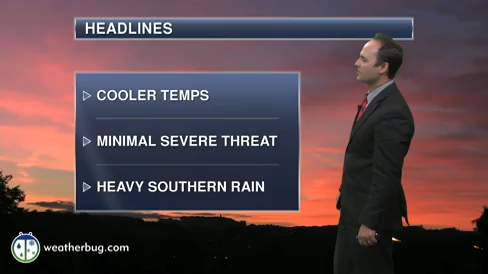 HEADLINES
COOLER TEMPS
MINIMAL SEVERE THREAT
HEAVY SOUTHERN RAIN
weatherbug.com